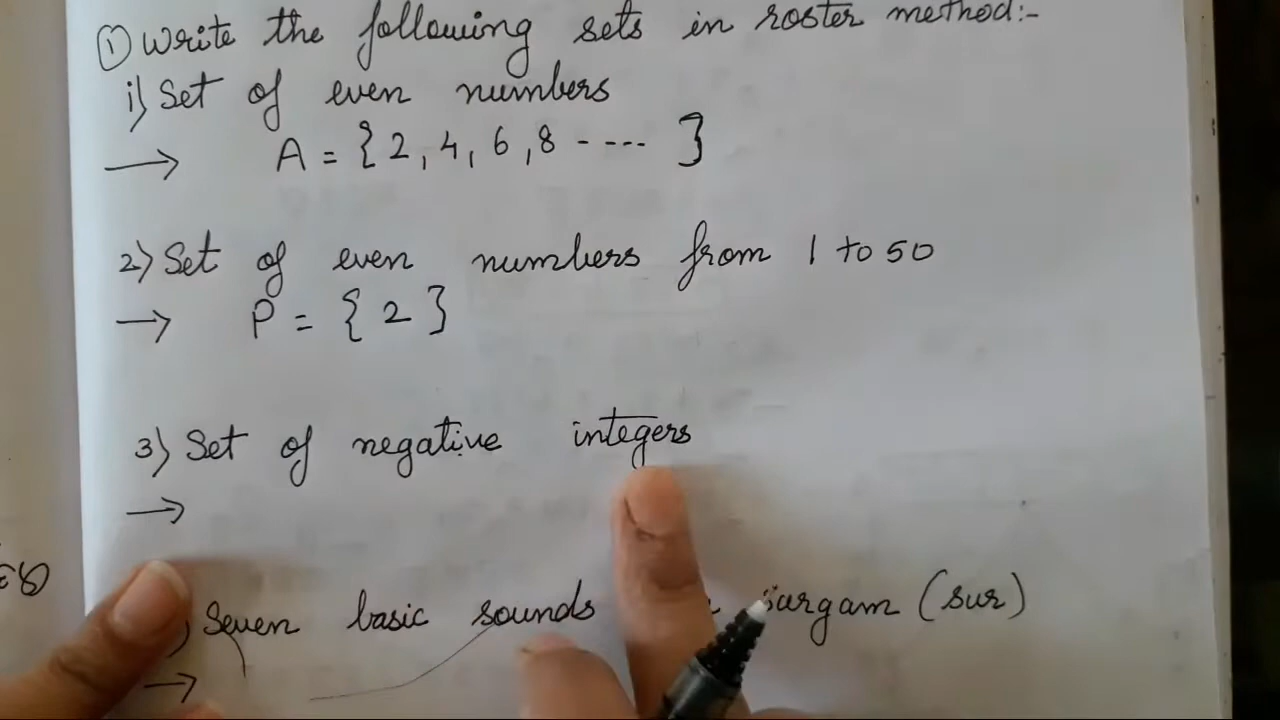 ① Write the following sets in roster method:-
i) Set of even numbers
→ A = {2, 4, 6, 8 - ---- }
2) Set of even numbers from 1 to 50
→ P = { 2 }
3) Set of negative integers
→
) Seven basic sounds sargam (sur)
→